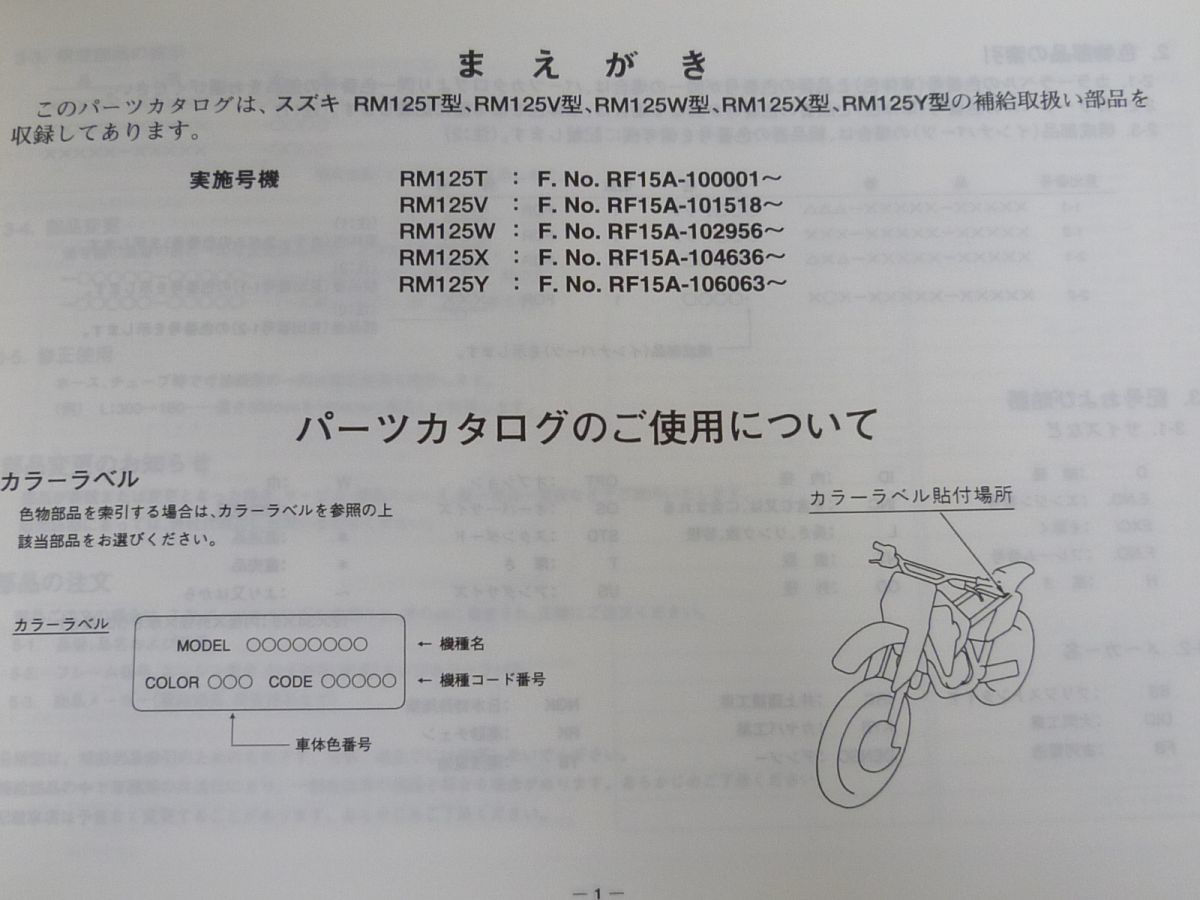 まえがき
このパーツカタログは、スズキ RM125T型、RM125V型、RM125W型、RM125X型、RM125Y型の補給取扱い部品を
収録してあります。
実施号機 RM125T : F. No. RF15A-100001～
RM125V : F. No. RF15A-101518～
RM125W : F. No. RF15A-102956～
RM125X : F. No. RF15A-104636～
RM125Y : F. No. RF15A-106063～
パーツカタログのご使用について
カラーラベル
色物部品を索引する場合は、カラーラベルを参照の上
該当部品をお選びください。
カラーラベル貼付場所
カラーラベル
MODEL ○○○○○○○○ ← 機種名
COLOR ○○○ CODE ○○○○○ ← 機種コード番号
車体色番号
— 1 —